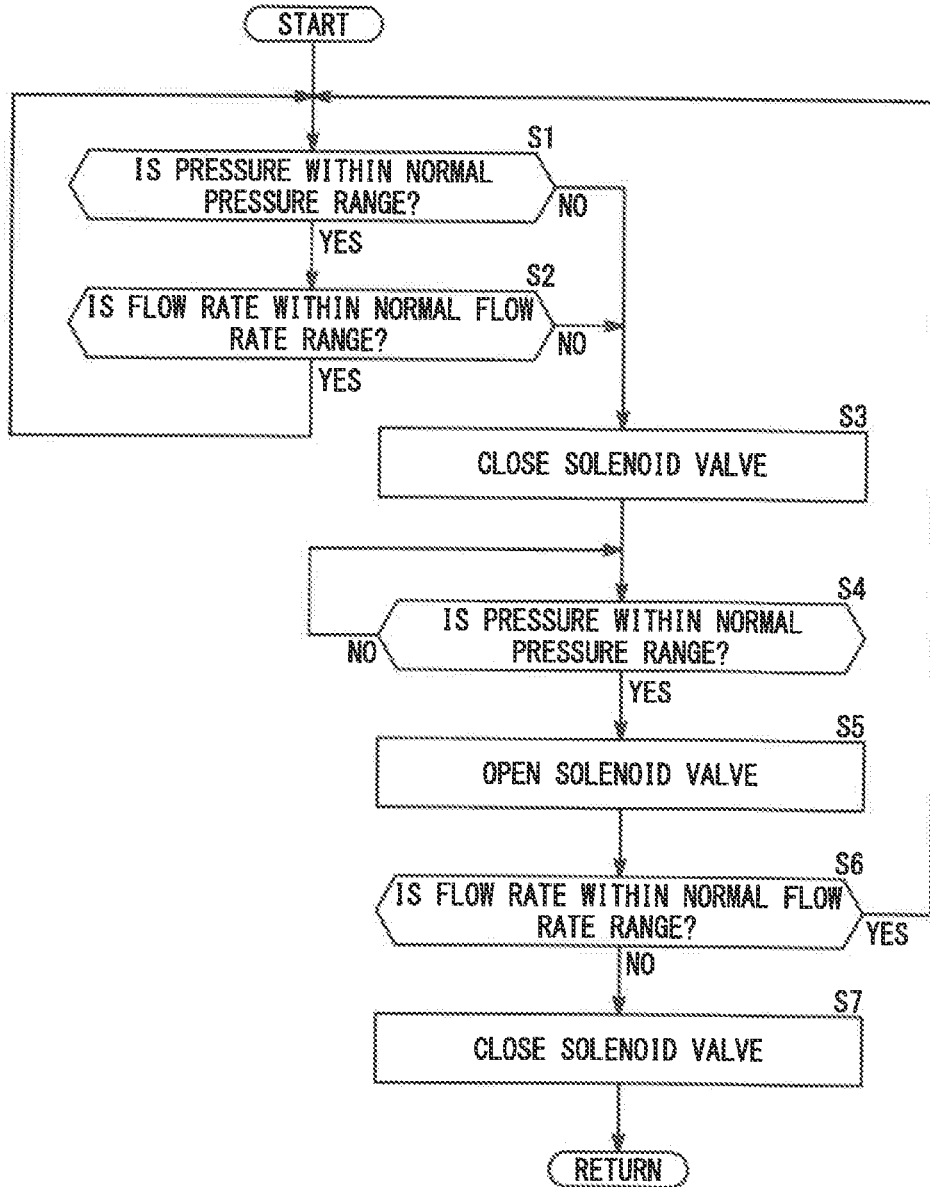 START
S1
IS PRESSURE WITHIN NORMAL
PRESSURE RANGE?
NO
YES
S2
IS FLOW RATE WITHIN NORMAL FLOW
RATE RANGE?
NO
YES
S3
CLOSE SOLENOID VALVE
S4
IS PRESSURE WITHIN NORMAL
PRESSURE RANGE?
NO
YES
S5
OPEN SOLENOID VALVE
S6
IS FLOW RATE WITHIN NORMAL FLOW
RATE RANGE?
YES
NO
S7
CLOSE SOLENOID VALVE
RETURN